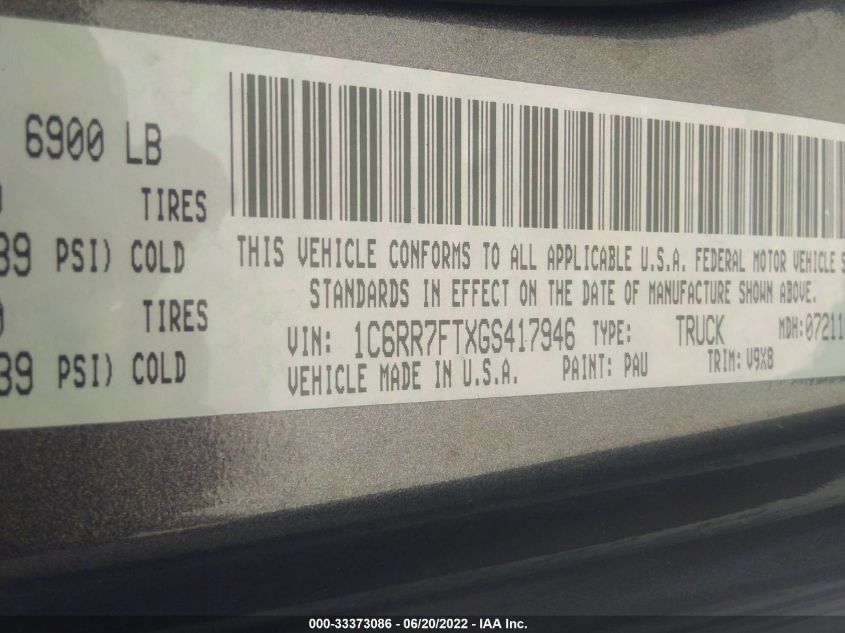 6900 LB
TIRES
39 PSI) COLD
TIRES
39 PSI) COLD
THIS VEHICLE CONFORMS TO ALL APPLICABLE U.S.A. FEDERAL MOTOR VEHICLE S
STANDARDS IN EFFECT ON THE DATE OF MANUFACTURE SHOWN ABOVE.
VIN: 1C6RR7FTXGS417946 TYPE: TRUCK MDH: 07211
VEHICLE MADE IN U.S.A. PAINT: PAU TRIM: V9X8
000-33373086 - 06/20/2022 - IAA Inc.